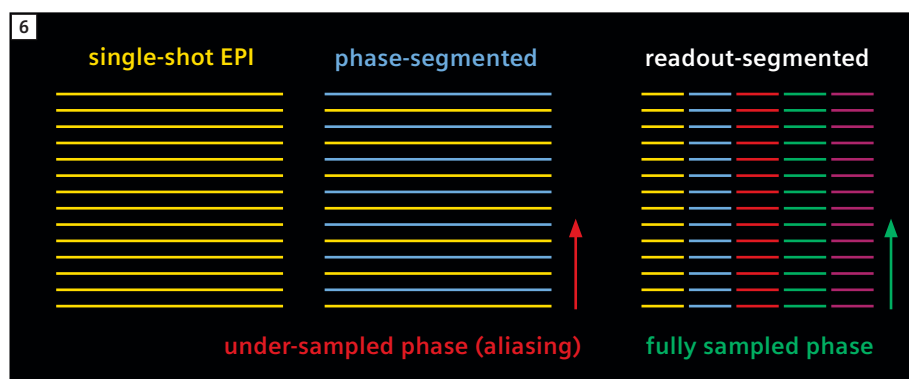 6
single-shot EPI
phase-segmented
readout-segmented
under-sampled phase (aliasing)
fully sampled phase